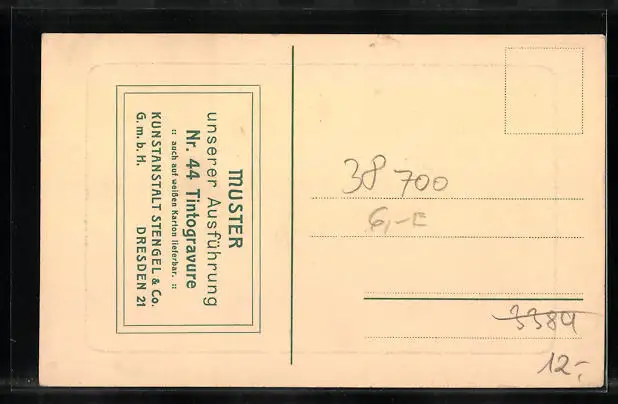 MUSTER
unserer Ausführung
Nr. 44 Tintogravure
:: auch auf weißen Karton lieferbar. ::
KUNSTANSTALT STENGEL & Co.
G. m. b. H. DRESDEN 21
38 700
6,-E
3384
12,-